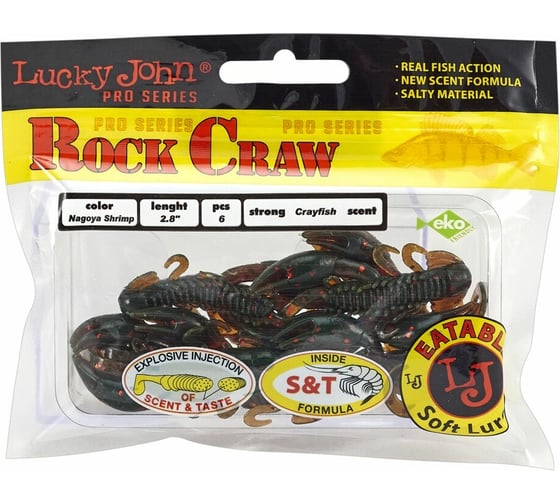 Lucky John®
PRO SERIES
· REAL FISH ACTION
· NEW SCENT FORMULA
· SALTY MATERIAL
PRO SERIES PRO SERIES
ROCK CRAW
color lenght pcs strong Crayfish scent
Nagoya Shrimp 2.8" 6
eko
FRIENDLY
EXPLOSIVE INJECTION
OF
SCENT & TASTE
INSIDE
S&T
FORMULA
EATABL
LJ
LJ
Soft Lur